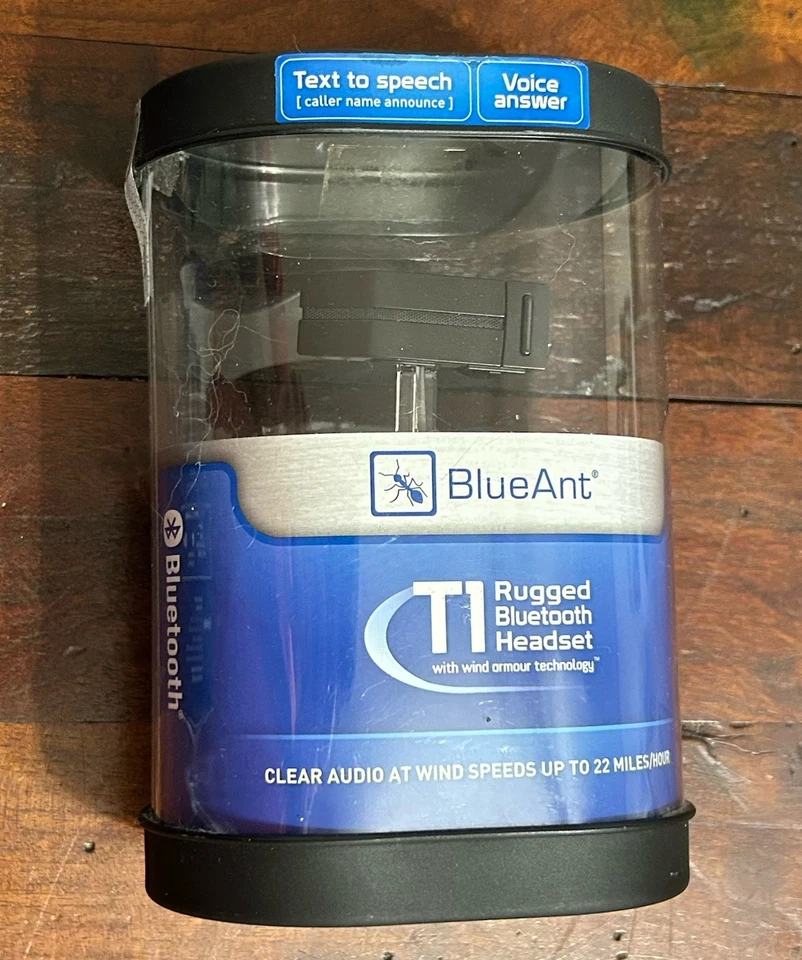 Text to speech
[ caller name announce ]
Voice
answer
BlueAnt®
Bluetooth®
T1
Rugged
Bluetooth
Headset
with wind armour technology™
CLEAR AUDIO AT WIND SPEEDS UP TO 22 MILES/HOUR